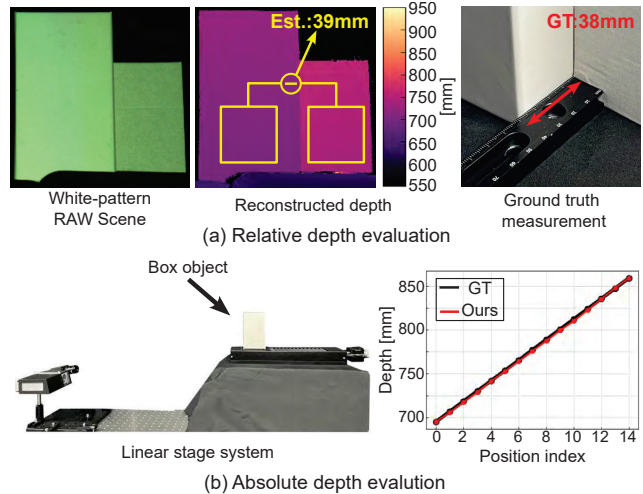 Est.:39mm
950
900
850
800
750
700
650
600
550
[mm]
GT:38mm
White-pattern
RAW Scene
Reconstructed depth
Ground truth
measurement
(a) Relative depth evaluation
Box object
Linear stage system
GT
Ours
Depth [mm]
850
800
750
700
0 2 4 6 8 10 12 14
Position index
(b) Absolute depth evalution